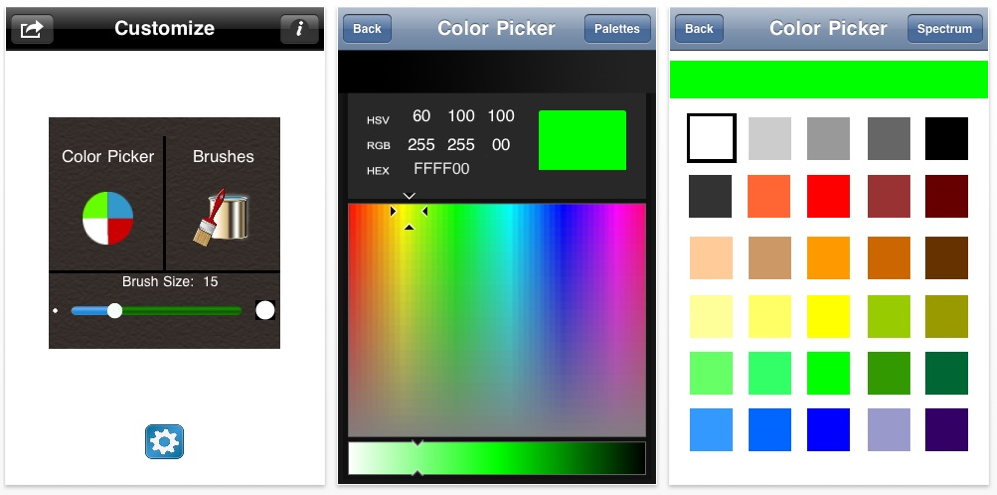 Customize
i
Color Picker
Brushes
Brush Size: 15
Back
Color Picker
Palettes
HSV 60 100 100
RGB 255 255 00
HEX FFFF00
Back
Color Picker
Spectrum